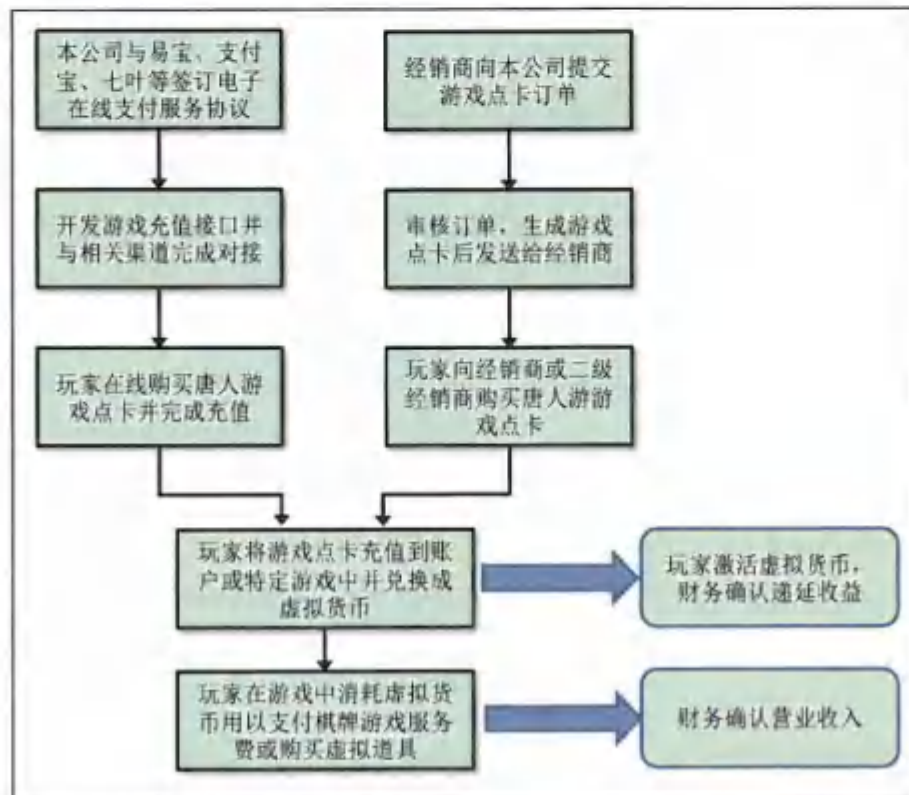 本公司与易宝、支付
宝、七叶等签订电子
在线支付服务协议
经销商向本公司提交
游戏点卡订单
开发游戏充值接口并
与相关渠道完成对接
审核订单，生成游戏
点卡后发送给经销商
玩家在线购买唐人游
戏点卡并完成充值
玩家向经销商或二级
经销商购买唐人游游
戏点卡
玩家将游戏点卡充值到账
户或特定游戏中并兑换成
虚拟货币
玩家激活虚拟货币，
财务确认递延收益
玩家在游戏中消耗虚拟货
币用以支付棋牌游戏服务
费或购买虚拟道具
财务确认营业收入